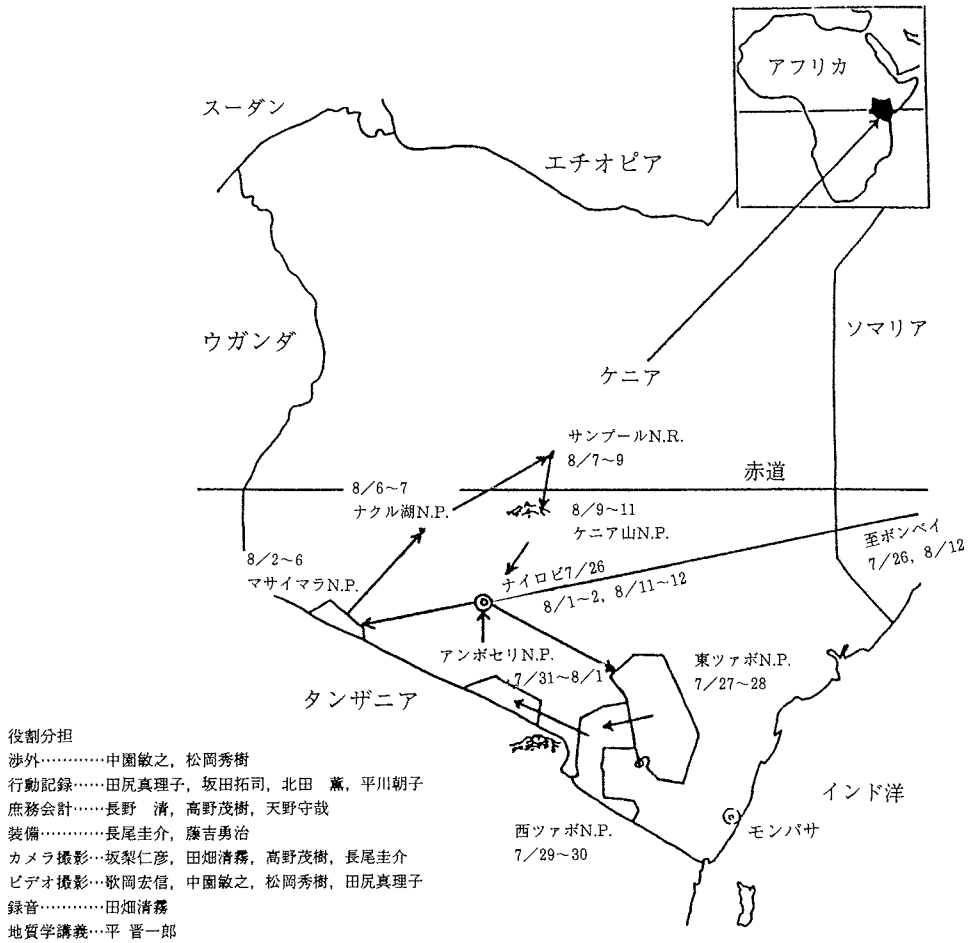 アフリカ
スーダン
エチオピア
ウガンダ
ソマリア
ケニア
サンプールN.R.
8/7~9
赤道
8/6~7
ナクル湖N.P.
8/9~11
ケニア山N.P.
至ボンベイ
7/26, 8/12
8/2~6
マサイマラN.P.
ナイロビ7/26
8/1~2, 8/11~12
アンボセリN.P.
7/31~8/1
東ツァボN.P.
7/27~28
タンザニア
インド洋
モンパサ
西ツァボN.P.
7/29~30
役割分担
渉外…………中園敏之, 松岡秀樹
行動記録……田尻真理子, 坂田拓司, 北田 薫, 平川朝子
庶務会計……長野 清, 高野茂樹, 天野守哉
装備…………長尾圭介, 藤吉勇治
カメラ撮影…坂梨仁彦, 田畑清霧, 高野茂樹, 長尾圭介
ビデオ撮影…歌岡宏信, 中園敏之, 松岡秀樹, 田尻真理子
録音…………田畑清霧
地質学講義…平 晋一郎